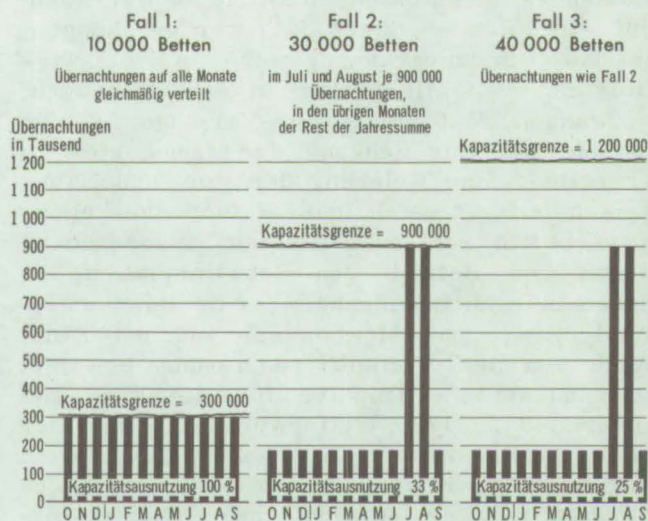 Fall 1:
10 000 Betten
Übernachtungen auf alle Monate
gleichmäßig verteilt
Fall 2:
30 000 Betten
im Juli und August je 900 000
Übernachtungen,
in den übrigen Monaten
der Rest der Jahressumme
Fall 3:
40 000 Betten
Übernachtungen wie Fall 2
Übernachtungen
in Tausend
1 200
1 100
1 000
900
800
700
600
500
400
300
200
100
0
Kapazitätsgrenze = 300 000
Kapazitätsausnutzung 100 %
O N D J F M A M J J A S
Kapazitätsgrenze = 900 000
Kapazitätsausnutzung 33 %
O N D J F M A M J J A S
Kapazitätsgrenze = 1 200 000
Kapazitätsausnutzung 25 %
O N D J F M A M J J A S